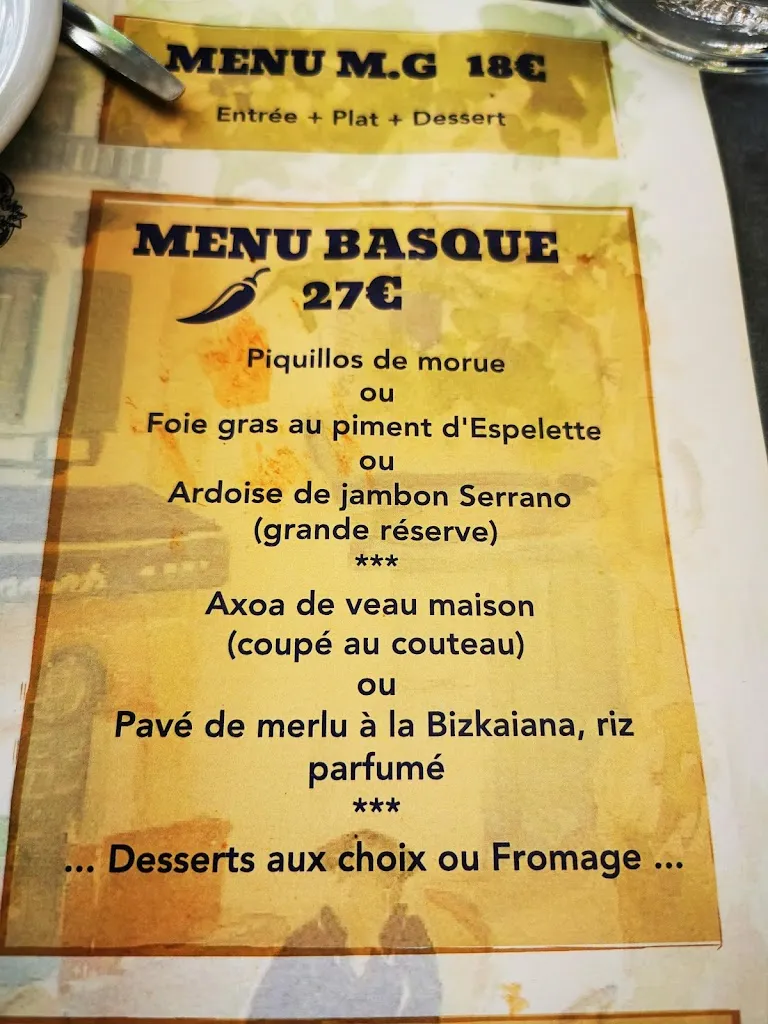 MENU M.G 18€
Entrée + Plat + Dessert
MENU BASQUE
27€
Piquillos de morue
ou
Foie gras au piment d'Espelette
ou
Ardoise de jambon Serrano
(grande réserve)
***
Axoa de veau maison
(coupé au couteau)
ou
Pavé de merlu à la Bizkaiana, riz
parfumé
***
... Desserts aux choix ou Fromage ...